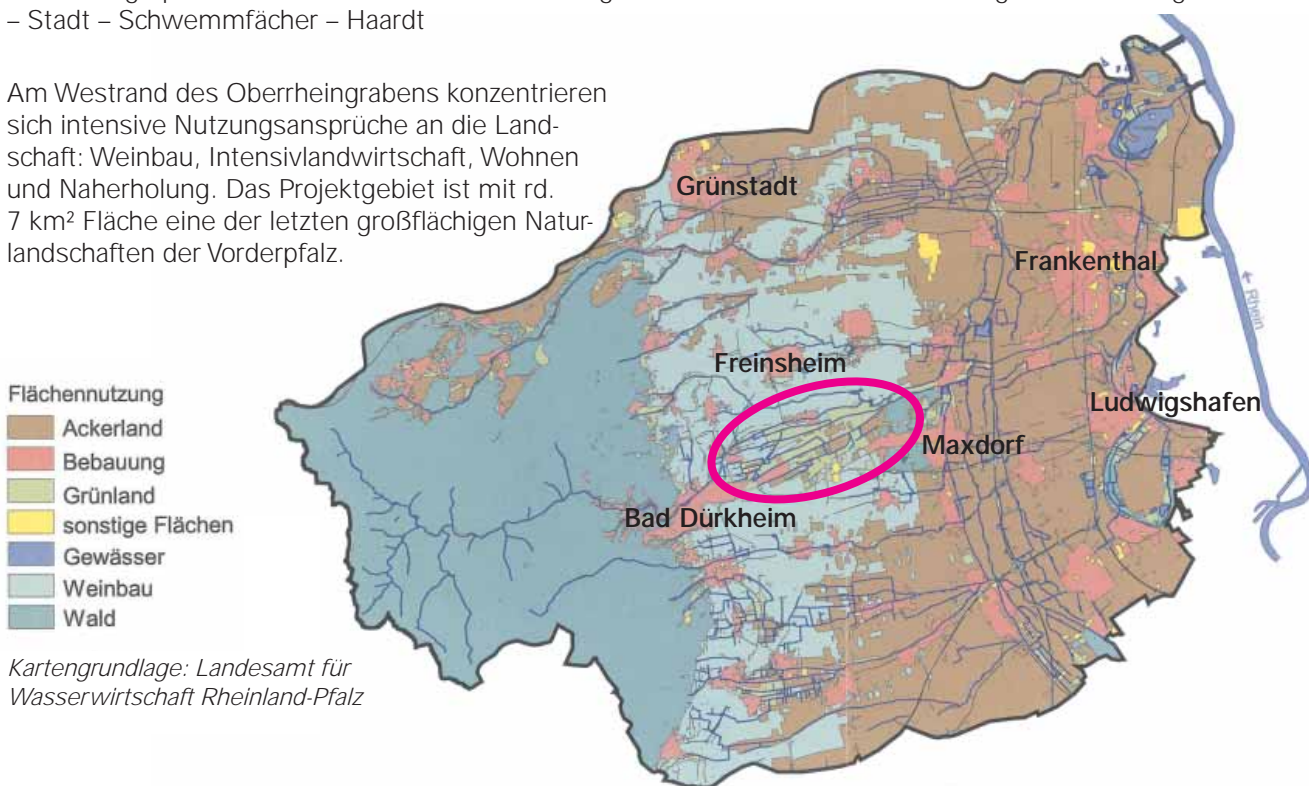 – Stadt – Schwemmfächer – Haardt
Am Westrand des Oberrheingrabens konzentrieren
sich intensive Nutzungsansprüche an die Land-
schaft: Weinbau, Intensivlandwirtschaft, Wohnen
und Naherholung. Das Projektgebiet ist mit rd.
7 km² Fläche eine der letzten großflächigen Natur-
landschaften der Vorderpfalz.
Grünstadt
Frankenthal
← Rhein
Freinsheim
Ludwigshafen
Maxdorf
Bad Dürkheim
Flächennutzung
Ackerland
Bebauung
Grünland
sonstige Flächen
Gewässer
Weinbau
Wald
Kartengrundlage: Landesamt für
Wasserwirtschaft Rheinland-Pfalz